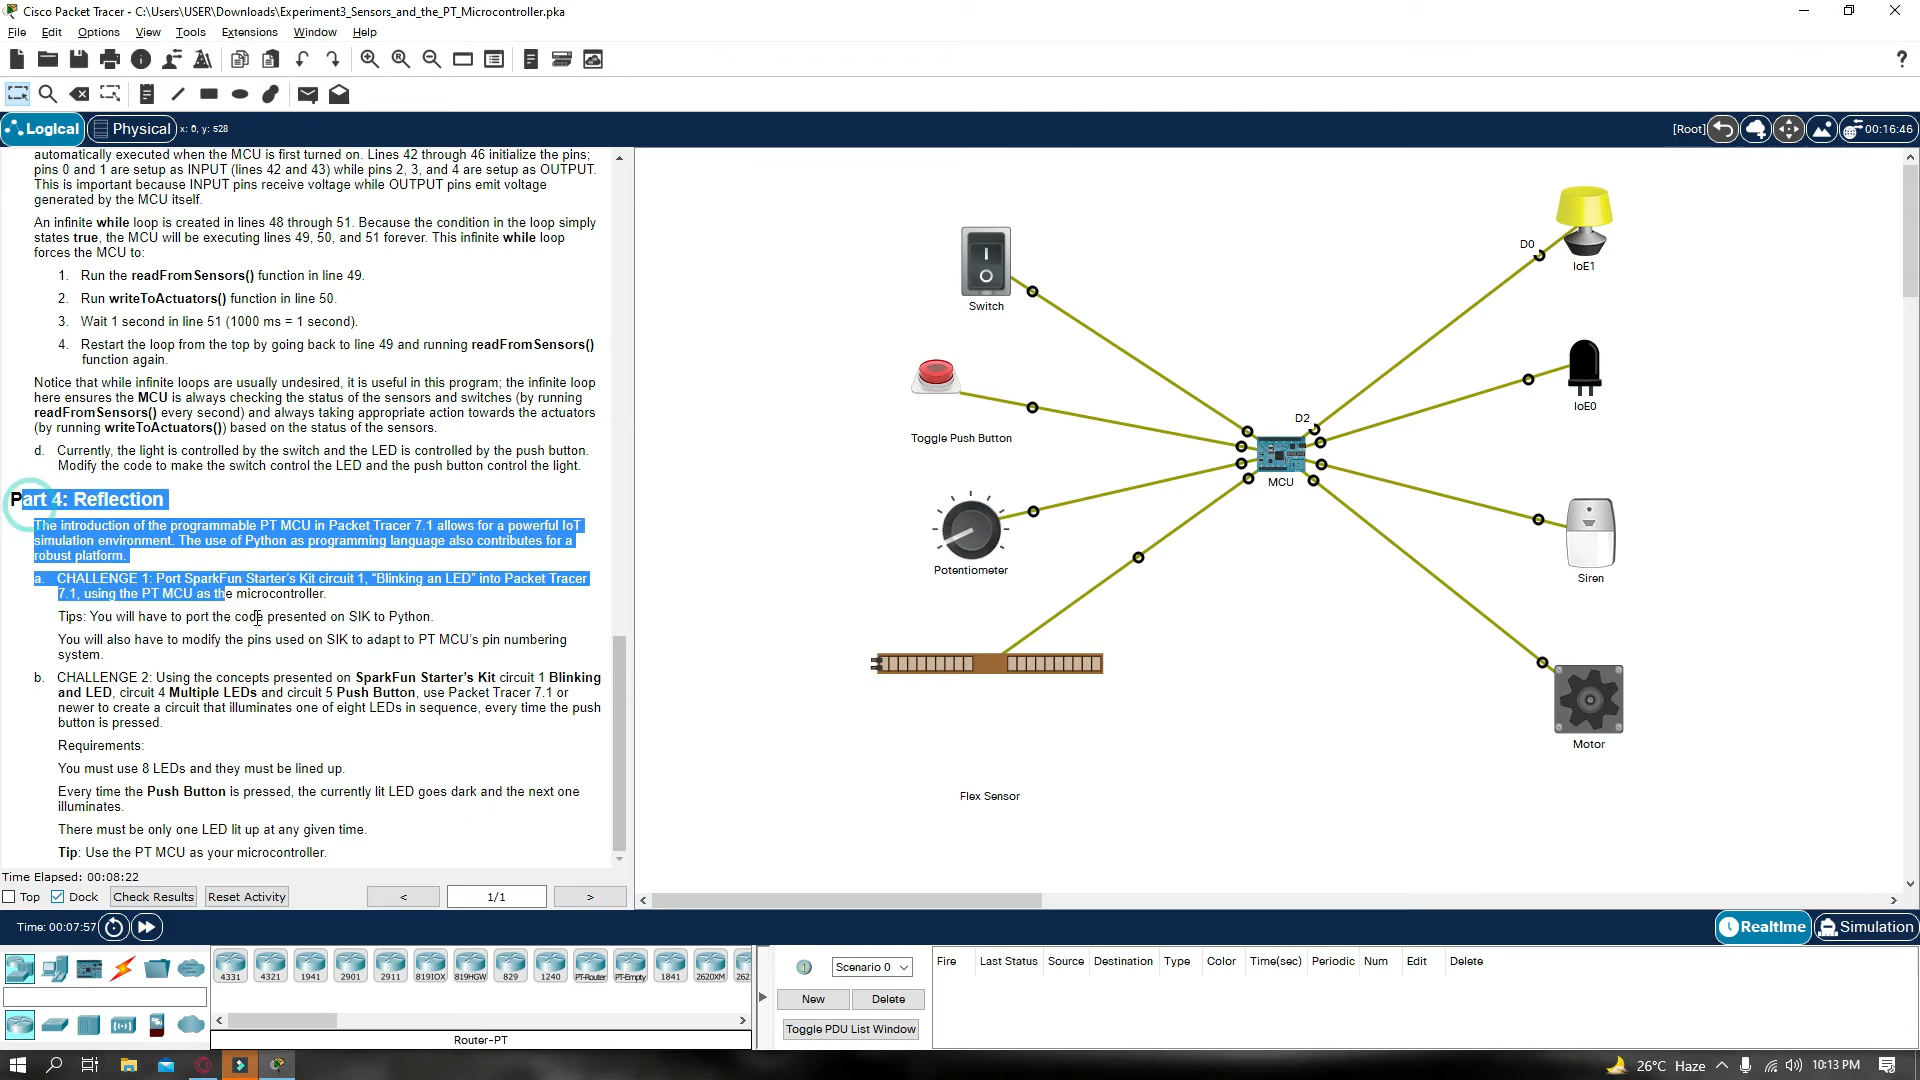 Cisco Packet Tracer - C:\Users\USER\Downloads\Experiment3_Sensors_and_the_PT_Microcontroller.pka
File Edit Options View Tools Extensions Window Help
?
Logical Physical x: 6, y: 528 [Root] 00:16:46
automatically executed when the MCU is first turned on. Lines 42 through 46 initialize the pins;
pins 0 and 1 are setup as INPUT (lines 42 and 43) while pins 2, 3, and 4 are setup as OUTPUT.
This is important because INPUT pins receive voltage while OUTPUT pins emit voltage
generated by the MCU itself.
An infinite while loop is created in lines 48 through 51. Because the condition in the loop simply
states true, the MCU will be executing lines 49, 50, and 51 forever. This infinite while loop
forces the MCU to:
1. Run the readFromSensors() function in line 49.
2. Run writeToActuators() function in line 50.
3. Wait 1 second in line 51 (1000 ms = 1 second).
4. Restart the loop from the top by going back to line 49 and running readFromSensors()
function again.
Notice that while infinite loops are usually undesired, it is useful in this program; the infinite loop
here ensures the MCU is always checking the status of the sensors and switches (by running
readFromSensors() every second) and always taking appropriate action towards the actuators
(by running writeToActuators()) based on the status of the sensors.
d. Currently, the light is controlled by the switch and the LED is controlled by the push button.
Modify the code to make the switch control the LED and the push button control the light.
Part 4: Reflection
The introduction of the programmable PT MCU in Packet Tracer 7.1 allows for a powerful IoT
simulation environment. The use of Python as programming language also contributes for a
robust platform.
a. CHALLENGE 1: Port SparkFun Starter's Kit circuit 1, “Blinking an LED” into Packet Tracer
7.1, using the PT MCU as the microcontroller.
Tips: You will have to port the code presented on SIK to Python.
You will also have to modify the pins used on SIK to adapt to PT MCU's pin numbering
system.
b. CHALLENGE 2: Using the concepts presented on SparkFun Starter's Kit circuit 1 Blinking
and LED, circuit 4 Multiple LEDs and circuit 5 Push Button, use Packet Tracer 7.1 or
newer to create a circuit that illuminates one of eight LEDs in sequence, every time the push
button is pressed.
Requirements:
You must use 8 LEDs and they must be lined up.
Every time the Push Button is pressed, the currently lit LED goes dark and the next one
illuminates.
There must be only one LED lit up at any given time.
Tip: Use the PT MCU as your microcontroller.
Time Elapsed: 00:08:22
Top Dock Check Results Reset Activity < 1/1 >
D0
IoE1
Switch
IoE0
D2
Toggle Push Button
MCU
Potentiometer
Siren
Motor
Flex Sensor
Time: 00:07:57 Realtime Simulation
4331 4321 1941 2901 2911 819IOX 819HGW 829 1240 PT-Router PT-Empty 1841 2620XM 262
Router-PT
Scenario 0
New Delete
Toggle PDU List Window
Fire Last Status Source Destination Type Color Time(sec) Periodic Num Edit Delete
26°C Haze 10:13 PM